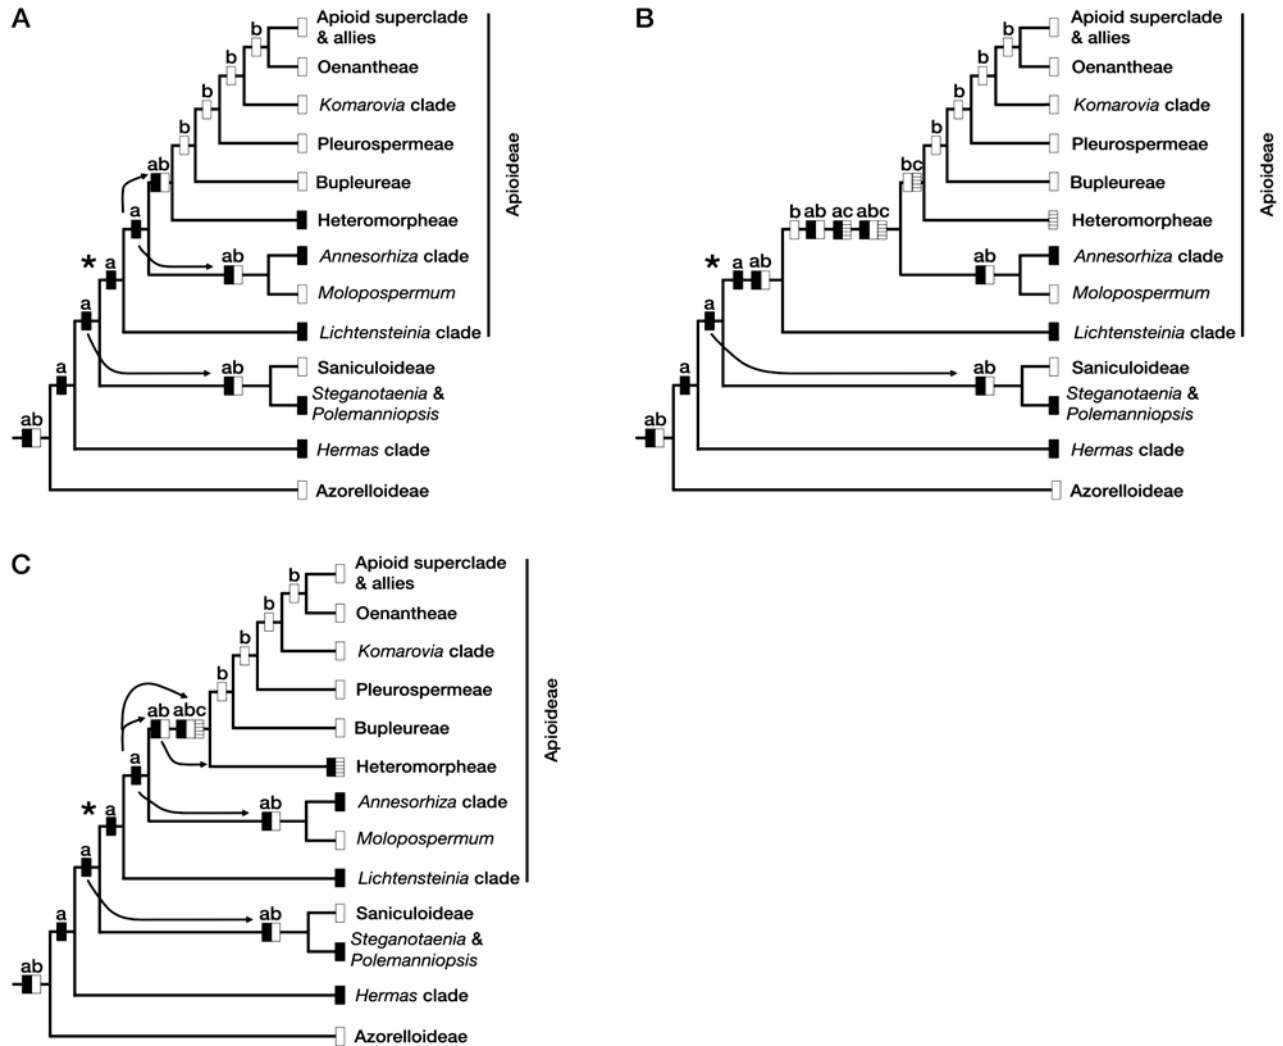 A
Apioid superclade
& allies
b
Oenantheae
b
Komarovia clade
b
Pleurospermeae
b
Bupleureae
ab
Heteromorpheae
a
Annesorhiza clade
ab
Molopospermum
* a
Lichtensteinia clade
a
Saniculoideae
ab
Steganotaenia &
Polemanniopsis
a
Hermas clade
ab
Azorelloideae
Apioideae
B
Apioid superclade
& allies
b
Oenantheae
b
Komarovia clade
b
Pleurospermeae
b
Bupleureae
bc
Heteromorpheae
b ab ac abc
Annesorhiza clade
ab
Molopospermum
* a ab
Lichtensteinia clade
a
Saniculoideae
ab
Steganotaenia &
Polemanniopsis
a
Hermas clade
ab
Azorelloideae
Apioideae
C
Apioid superclade
& allies
b
Oenantheae
b
Komarovia clade
b
Pleurospermeae
b
Bupleureae
ab abc
Heteromorpheae
a
Annesorhiza clade
ab
Molopospermum
* a
Lichtensteinia clade
a
Saniculoideae
ab
Steganotaenia &
Polemanniopsis
a
Hermas clade
ab
Azorelloideae
Apioideae